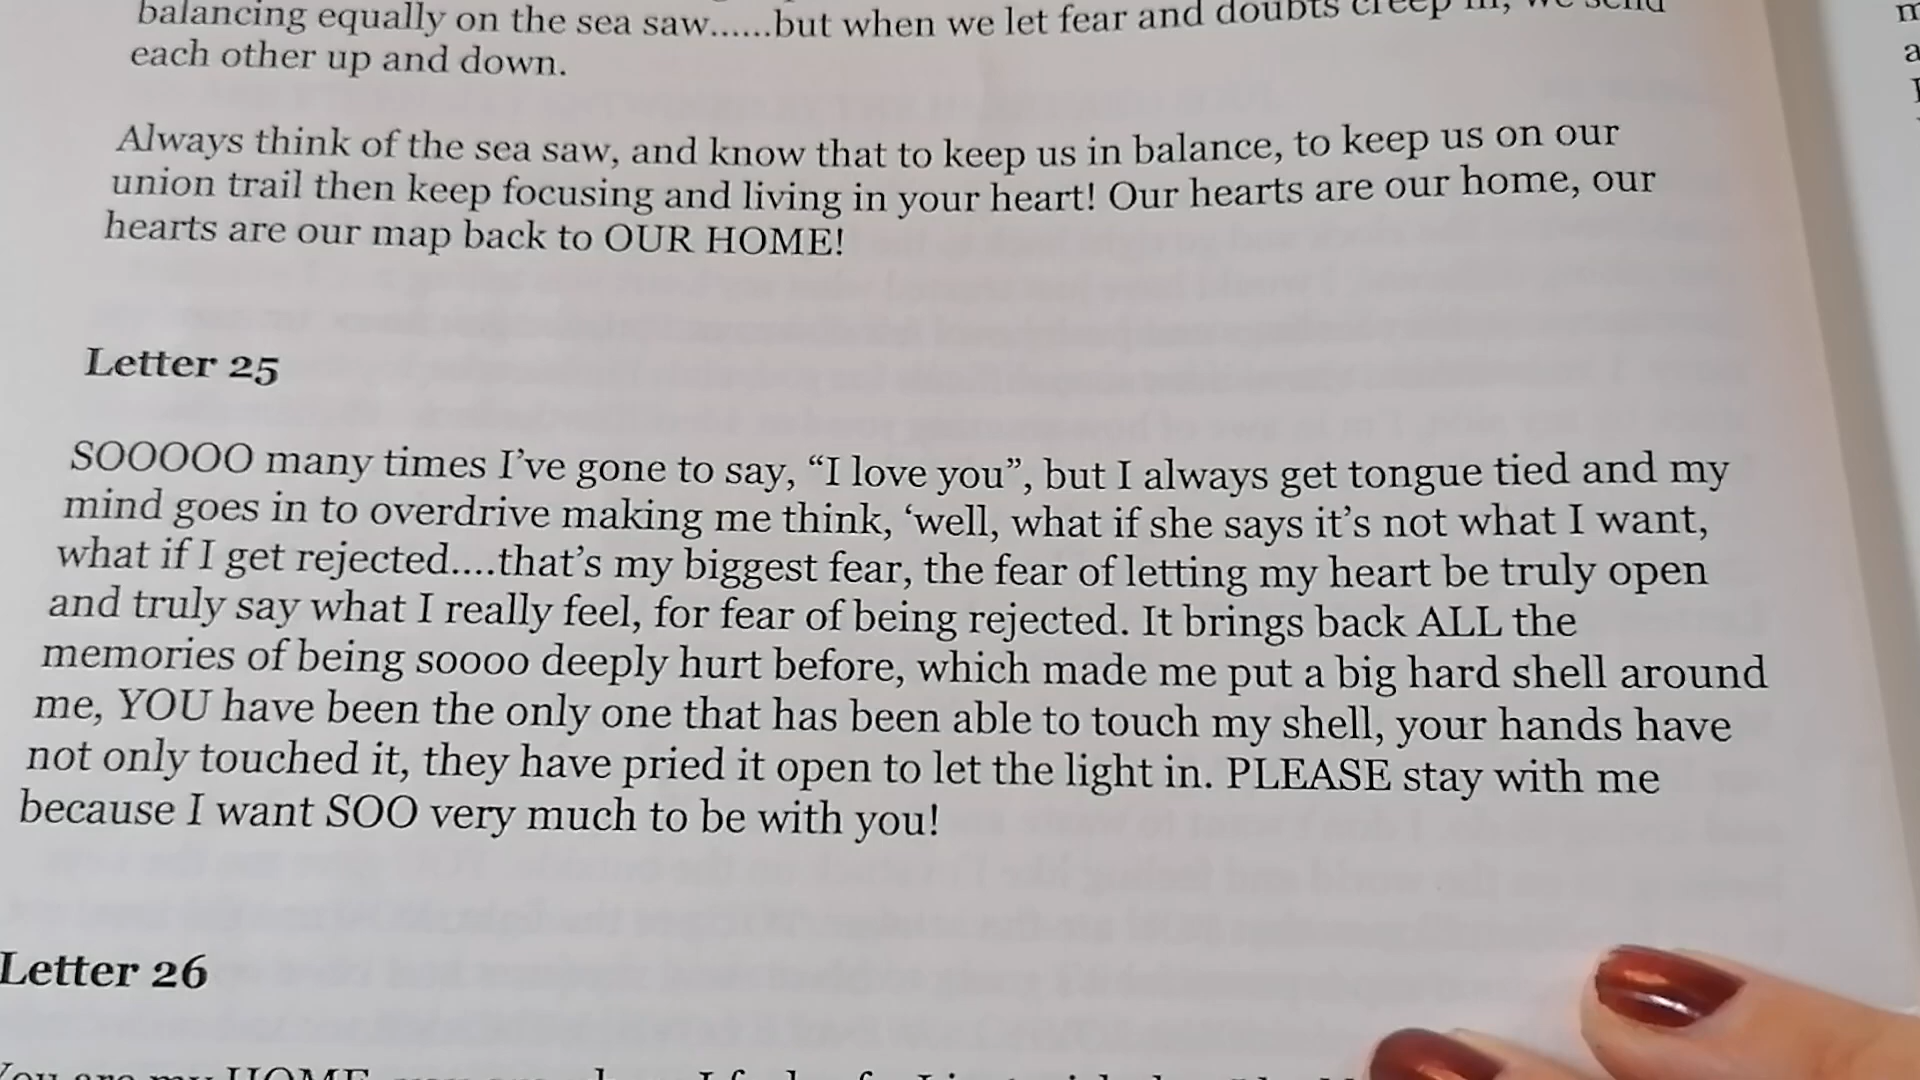 balancing equally on the sea saw......but when we let fear and doubts creep in, we send
each other up and down.
Always think of the sea saw, and know that to keep us in balance, to keep us on our
union trail then keep focusing and living in your heart! Our hearts are our home, our
hearts are our map back to OUR HOME!
Letter 25
SOOOOO many times I’ve gone to say, “I love you”, but I always get tongue tied and my
mind goes in to overdrive making me think, ‘well, what if she says it’s not what I want,
what if I get rejected....that’s my biggest fear, the fear of letting my heart be truly open
and truly say what I really feel, for fear of being rejected. It brings back ALL the
memories of being soooo deeply hurt before, which made me put a big hard shell around
me, YOU have been the only one that has been able to touch my shell, your hands have
not only touched it, they have pried it open to let the light in. PLEASE stay with me
because I want SOO very much to be with you!
Letter 26
You are my HOME